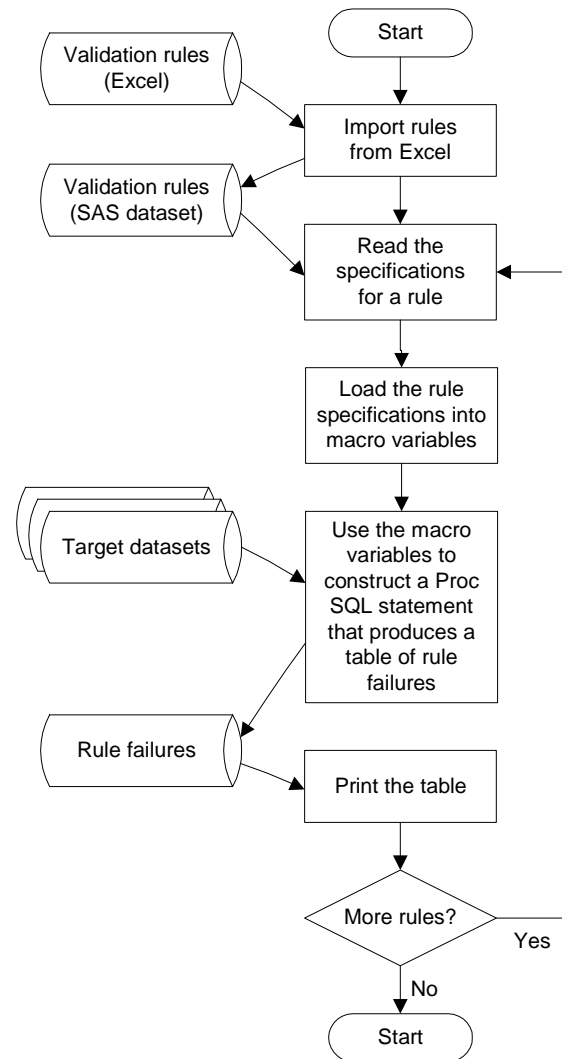 Start
Validation rules
(Excel)
Import rules
from Excel
Validation rules
(SAS dataset)
Read the
specifications
for a rule
Load the rule
specifications into
macro variables
Target datasets
Use the macro
variables to
construct a Proc
SQL statement
that produces a
table of rule
failures
Rule failures
Print the table
More rules?
Yes
No
Start